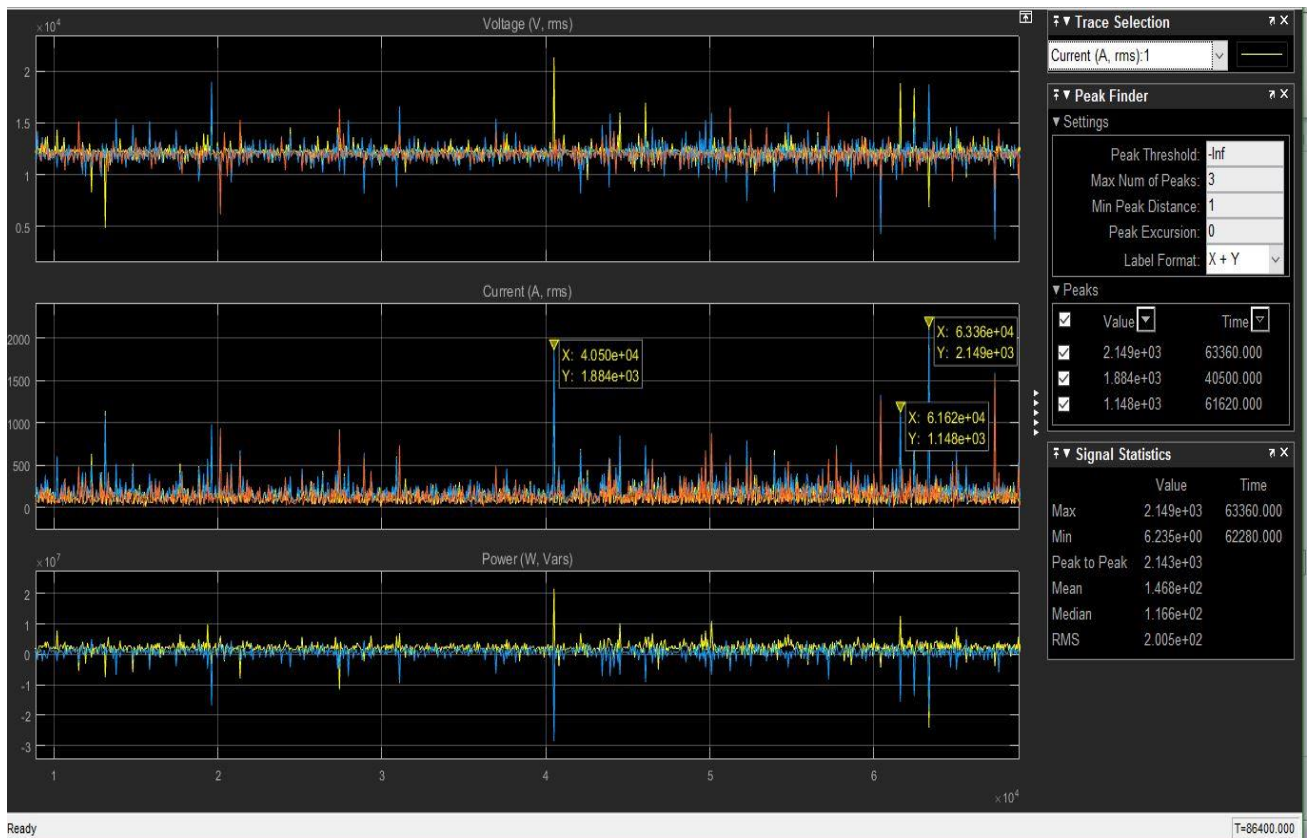 Voltage (V, rms)
×10⁴
2
1.5
1
0.5
Current (A, rms)
2000
1500
1000
500
0
X: 4.050e+04
Y: 1.884e+03
X: 6.336e+04
Y: 2.149e+03
X: 6.162e+04
Y: 1.148e+03
Power (W, Vars)
×10⁷
2
1
0
-1
-2
-3
1 2 3 4 5 6
×10⁴
Trace Selection
Current (A, rms):1
Peak Finder
Settings
Peak Threshold: -Inf
Max Num of Peaks: 3
Min Peak Distance: 1
Peak Excursion: 0
Label Format: X + Y
Peaks
Value Time
2.149e+03 63360.000
1.884e+03 40500.000
1.148e+03 61620.000
Signal Statistics
Value Time
Max 2.149e+03 63360.000
Min 6.235e+00 62280.000
Peak to Peak 2.143e+03
Mean 1.468e+02
Median 1.166e+02
RMS 2.005e+02
Ready T=86400.000